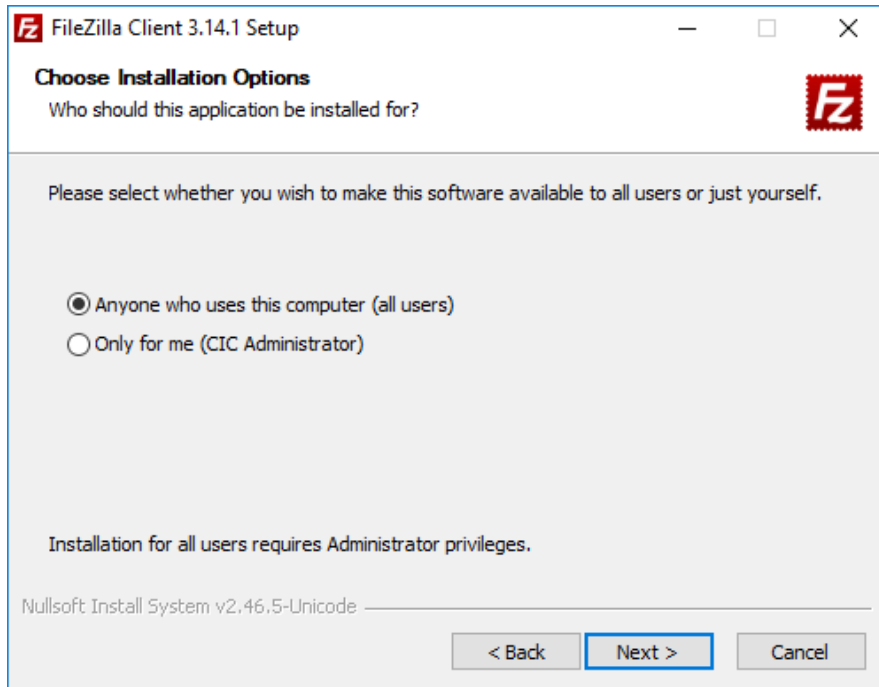 FileZilla Client 3.14.1 Setup
Choose Installation Options
Who should this application be installed for?
Fz
Please select whether you wish to make this software available to all users or just yourself.
Anyone who uses this computer (all users)
Only for me (CIC Administrator)
Installation for all users requires Administrator privileges.
Nullsoft Install System v2.46.5-Unicode
< Back Next > Cancel